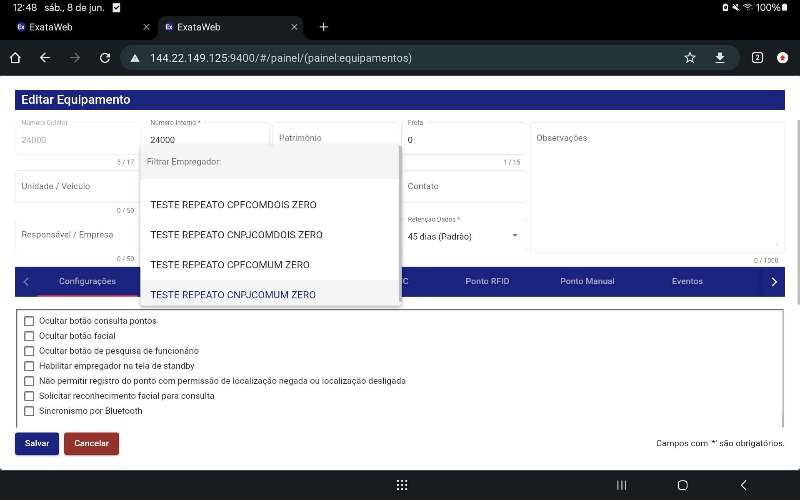 12:48 sáb., 8 de jun.
100%
ExataWeb
ExataWeb
144.22.149.125:9400/#/painel/(painel:equipamentos)
2
Editar Equipamento
Número Coletor
24000
5 / 17
Número Interno *
24000
Patrimônio
Frota
0
1 / 15
Observações
0 / 1000
Unidade / Veículo
0 / 50
Filtrar Empregador:
TESTE REPEATO CPFCOMDOIS ZERO
TESTE REPEATO CNPJCOMDOIS ZERO
TESTE REPEATO CPFCOMUM ZERO
TESTE REPEATO CNPJCOMUM ZERO
Contato
Responsável / Empresa
0 / 50
Retenção Dados *
45 dias (Padrão)
Configurações
C
Ponto RFID
Ponto Manual
Eventos
Ocultar botão consulta pontos
Ocultar botão facial
Ocultar botão de pesquisa de funcionário
Habilitar empregador na tela de standby
Não permitir registro do ponto com permissão de localização negada ou localização desligada
Solicitar reconhecimento facial para consulta
Sincronismo por Bluetooth
Salvar
Cancelar
Campos com '*' são obrigatórios.